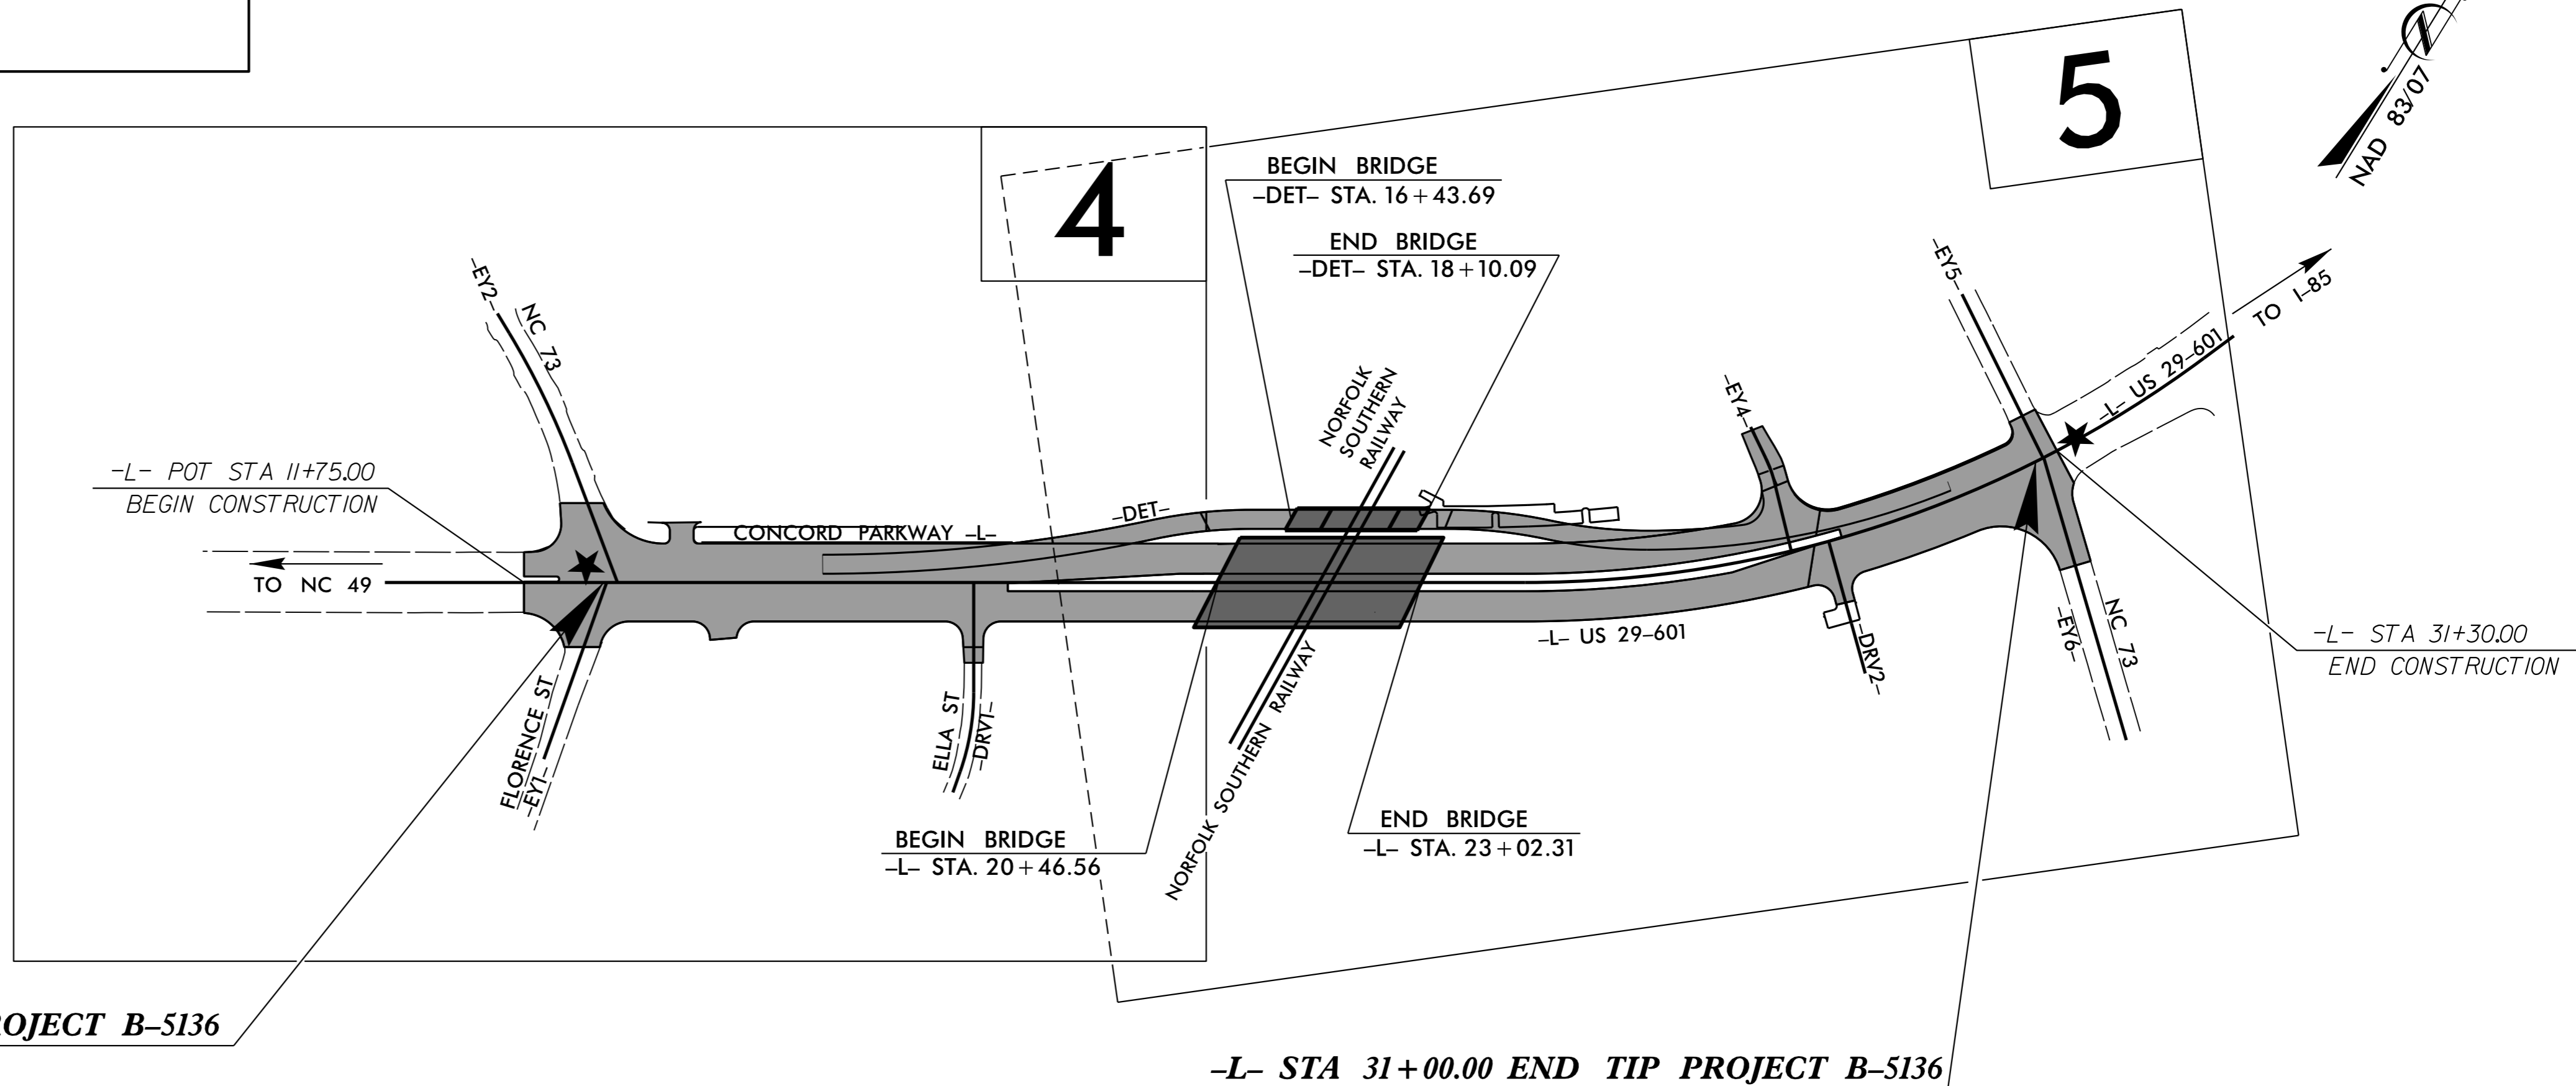 4
5
NAD 83/07
BEGIN BRIDGE
–DET– STA. 16+43.69
END BRIDGE
–DET– STA. 18+10.09
–EY2–
NC 73
–L– POT STA 11+75.00
BEGIN CONSTRUCTION
TO NC 49
CONCORD PARKWAY –L–
–DET–
NORFOLK
SOUTHERN
RAILWAY
–EY4–
–EY5–
–L– US 29–601
TO I–85
FLORENCE ST
–EY1–
ELLA ST
–DRV1–
NORFOLK SOUTHERN RAILWAY
–L– US 29–601
–DRV2–
–EY6–
NC 73
–L– STA 31+30.00
END CONSTRUCTION
BEGIN BRIDGE
–L– STA. 20+46.56
END BRIDGE
–L– STA. 23+02.31
OJECT B–5136
–L– STA 31+00.00 END TIP PROJECT B–5136